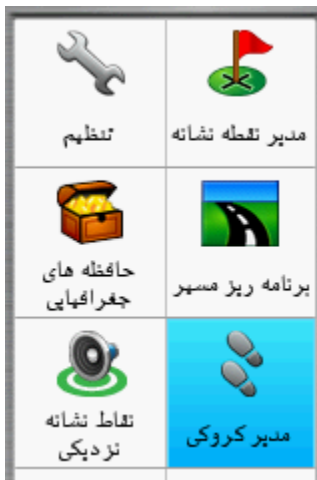 مدیر نقطه نشانه
تنظیم
برنامه ریز مسیر
حافظه های
جغرافیایی
مدیر کروکی
نقاط نشانه
نزدیکی